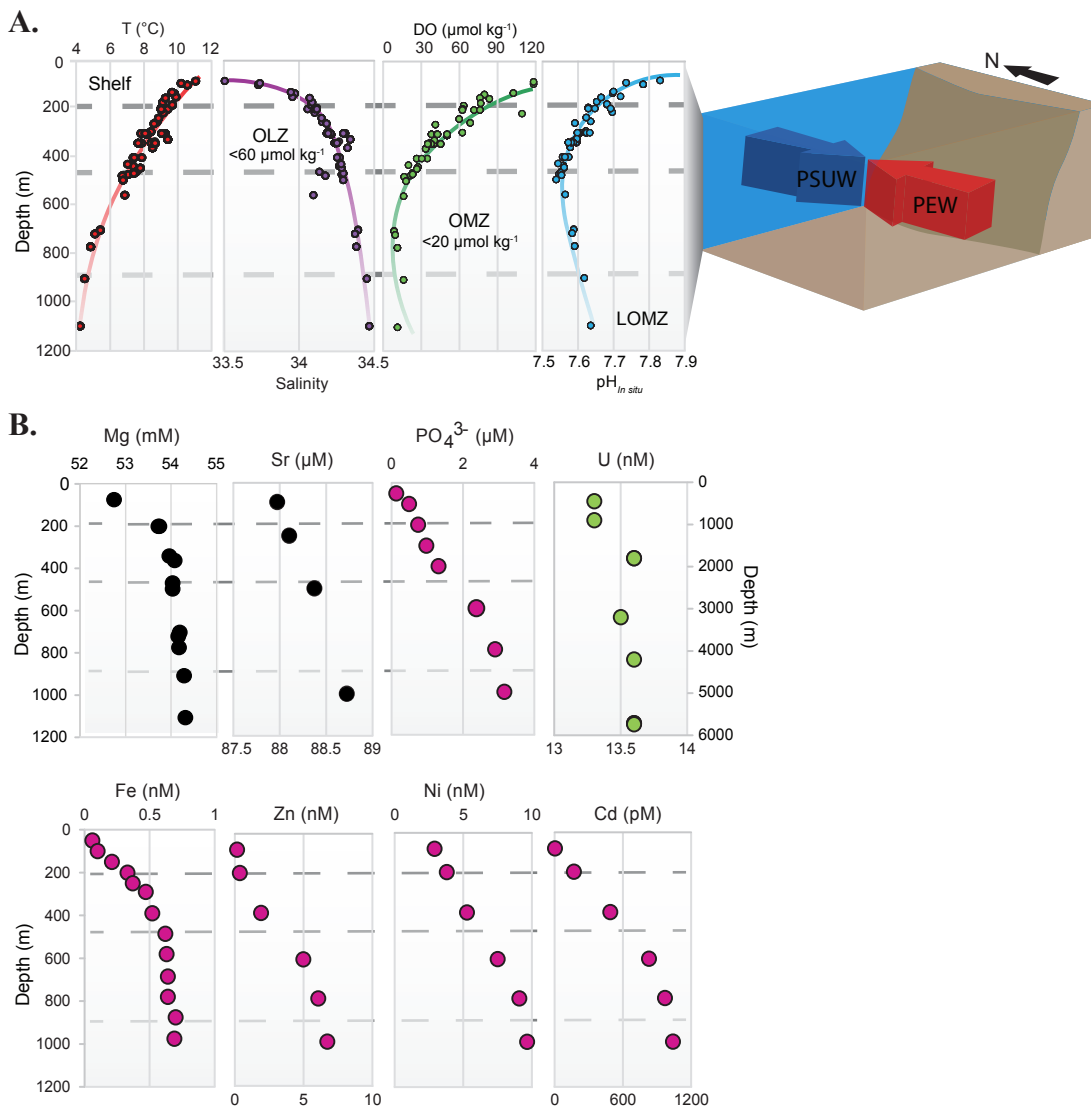 A.
T (°C)
4 6 8 10 12
DO (µmol kg-1)
0 30 60 90 120
Depth (m)
0
200
400
600
800
1000
1200
Shelf
OLZ
<60 µmol kg-1
OMZ
<20 µmol kg-1
LOMZ
33.5 34 34.5
Salinity
7.5 7.6 7.7 7.8 7.9
pH In situ
N
PSUW
PEW
B.
Mg (mM)
52 53 54 55
Sr (µM)
PO43- (µM)
0 2 4
U (nM)
Depth (m)
0
200
400
600
800
1000
1200
87.5 88 88.5 89
13 13.5 14
0
1000
2000
3000
4000
5000
6000
Depth (m)
Fe (nM)
0 0.5 1
Zn (nM)
Ni (nM)
0 5 10
Cd (pM)
Depth (m)
0
200
400
600
800
1000
1200
0 5 10
0 600 1200